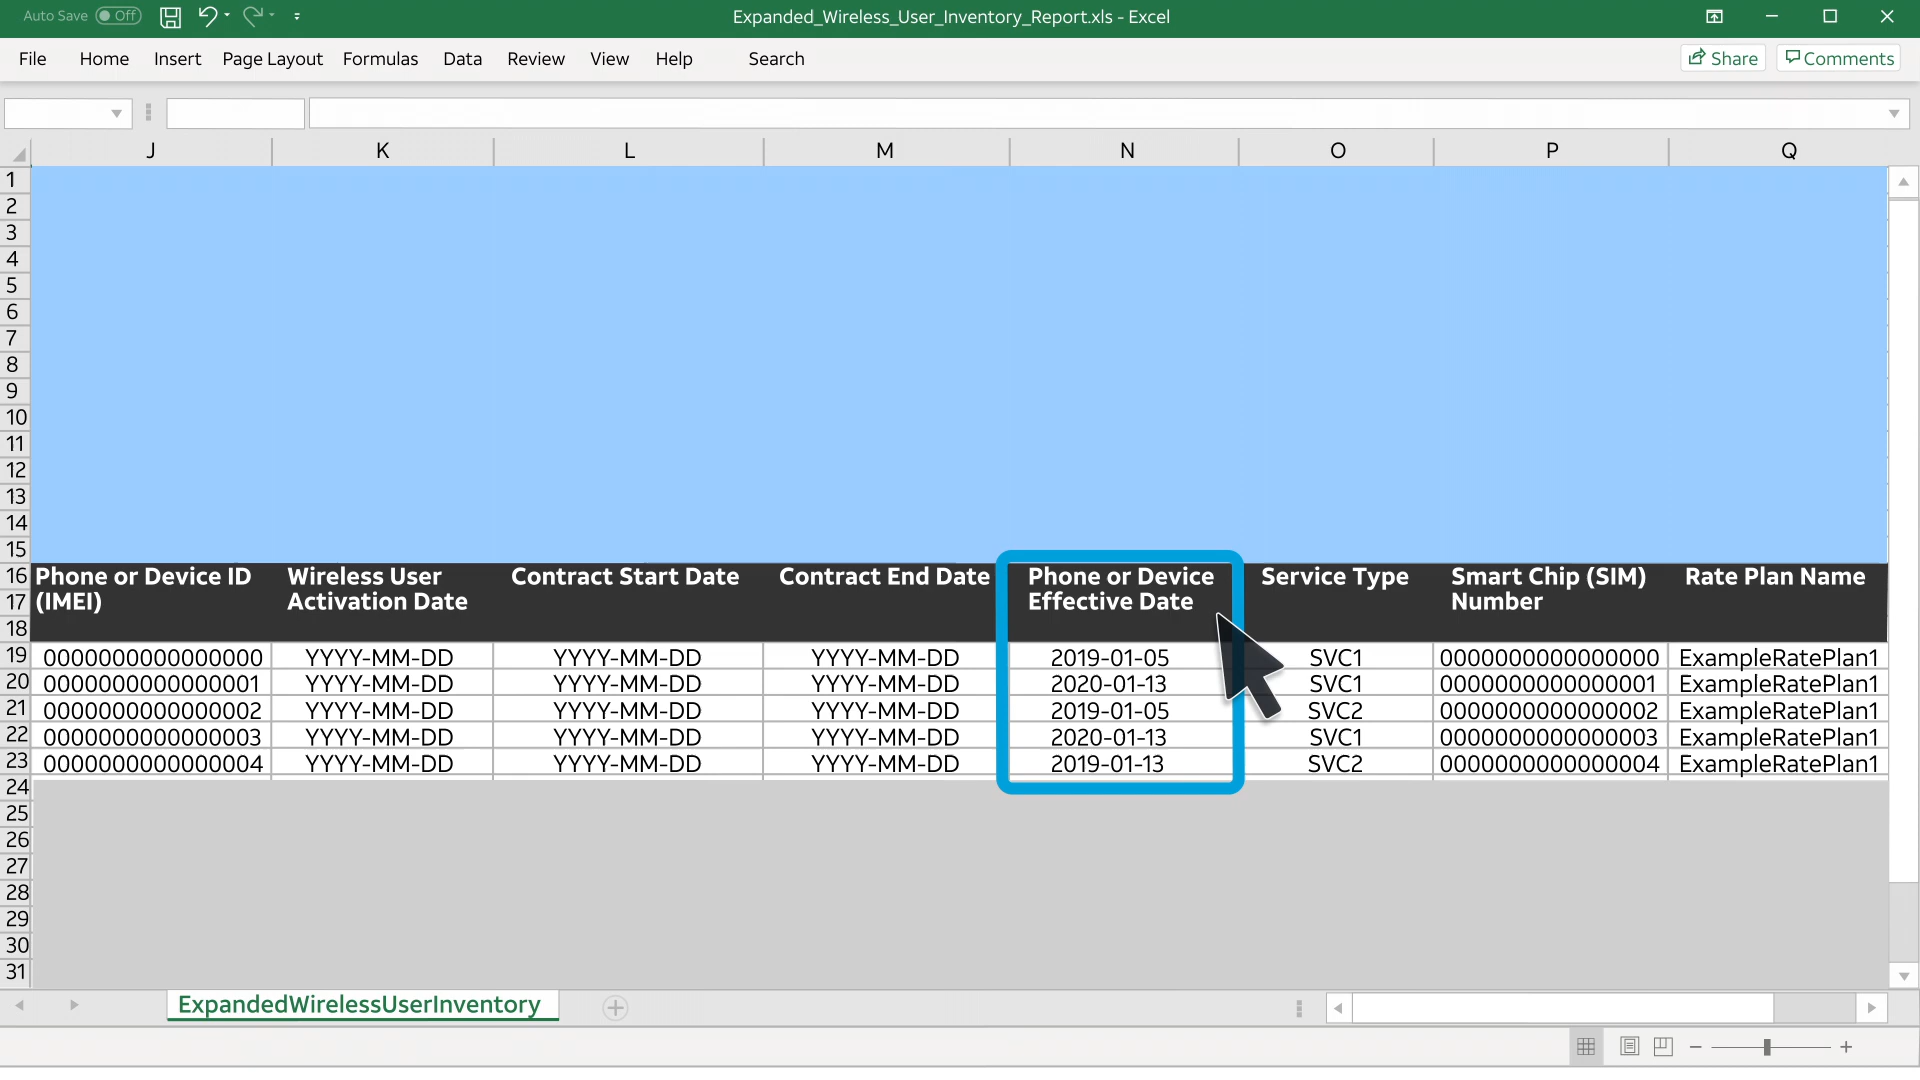 Auto Save Off
Expanded_Wireless_User_Inventory_Report.xls - Excel
File Home Insert Page Layout Formulas Data Review View Help Search Share Comments
J K L M N O P Q
1
2
3
4
5
6
7
8
9
10
11
12
13
14
15
16 Phone or Device ID Wireless User Contract Start Date Contract End Date Phone or Device Service Type Smart Chip (SIM) Rate Plan Name
17 (IMEI) Activation Date Effective Date Number
18
19 0000000000000000 YYYY-MM-DD YYYY-MM-DD YYYY-MM-DD 2019-01-05 SVC1 0000000000000000 ExampleRatePlan1
20 0000000000000001 YYYY-MM-DD YYYY-MM-DD YYYY-MM-DD 2020-01-13 SVC1 0000000000000001 ExampleRatePlan1
21 0000000000000002 YYYY-MM-DD YYYY-MM-DD YYYY-MM-DD 2019-01-05 SVC2 0000000000000002 ExampleRatePlan1
22 0000000000000003 YYYY-MM-DD YYYY-MM-DD YYYY-MM-DD 2020-01-13 SVC1 0000000000000003 ExampleRatePlan1
23 0000000000000004 YYYY-MM-DD YYYY-MM-DD YYYY-MM-DD 2019-01-13 SVC2 0000000000000004 ExampleRatePlan1
24
25
26
27
28
29
30
31
ExpandedWirelessUserInventory